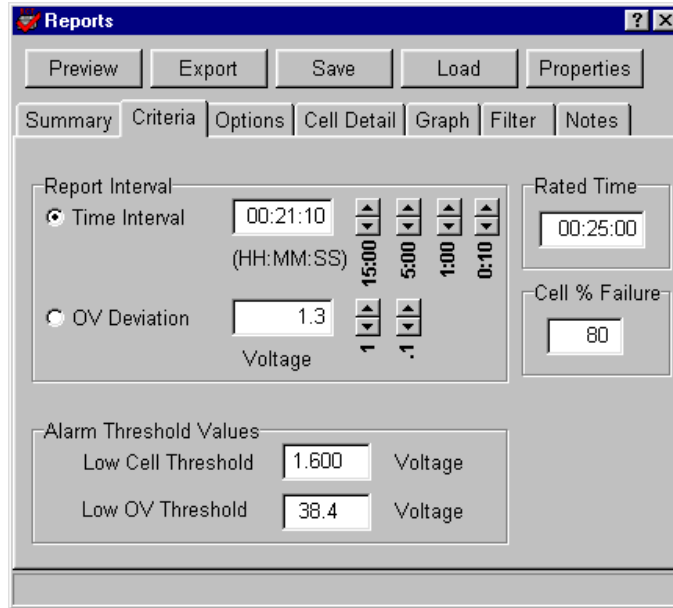 Reports
Preview Export Save Load Properties
Summary Criteria Options Cell Detail Graph Filter Notes
Report Interval
Time Interval 00:21:10
(HH:MM:SS)
15:00 5:00 1:00 0:10
OV Deviation 1.3
Voltage
1 .1
Rated Time
00:25:00
Cell % Failure
80
Alarm Threshold Values
Low Cell Threshold 1.600 Voltage
Low OV Threshold 38.4 Voltage